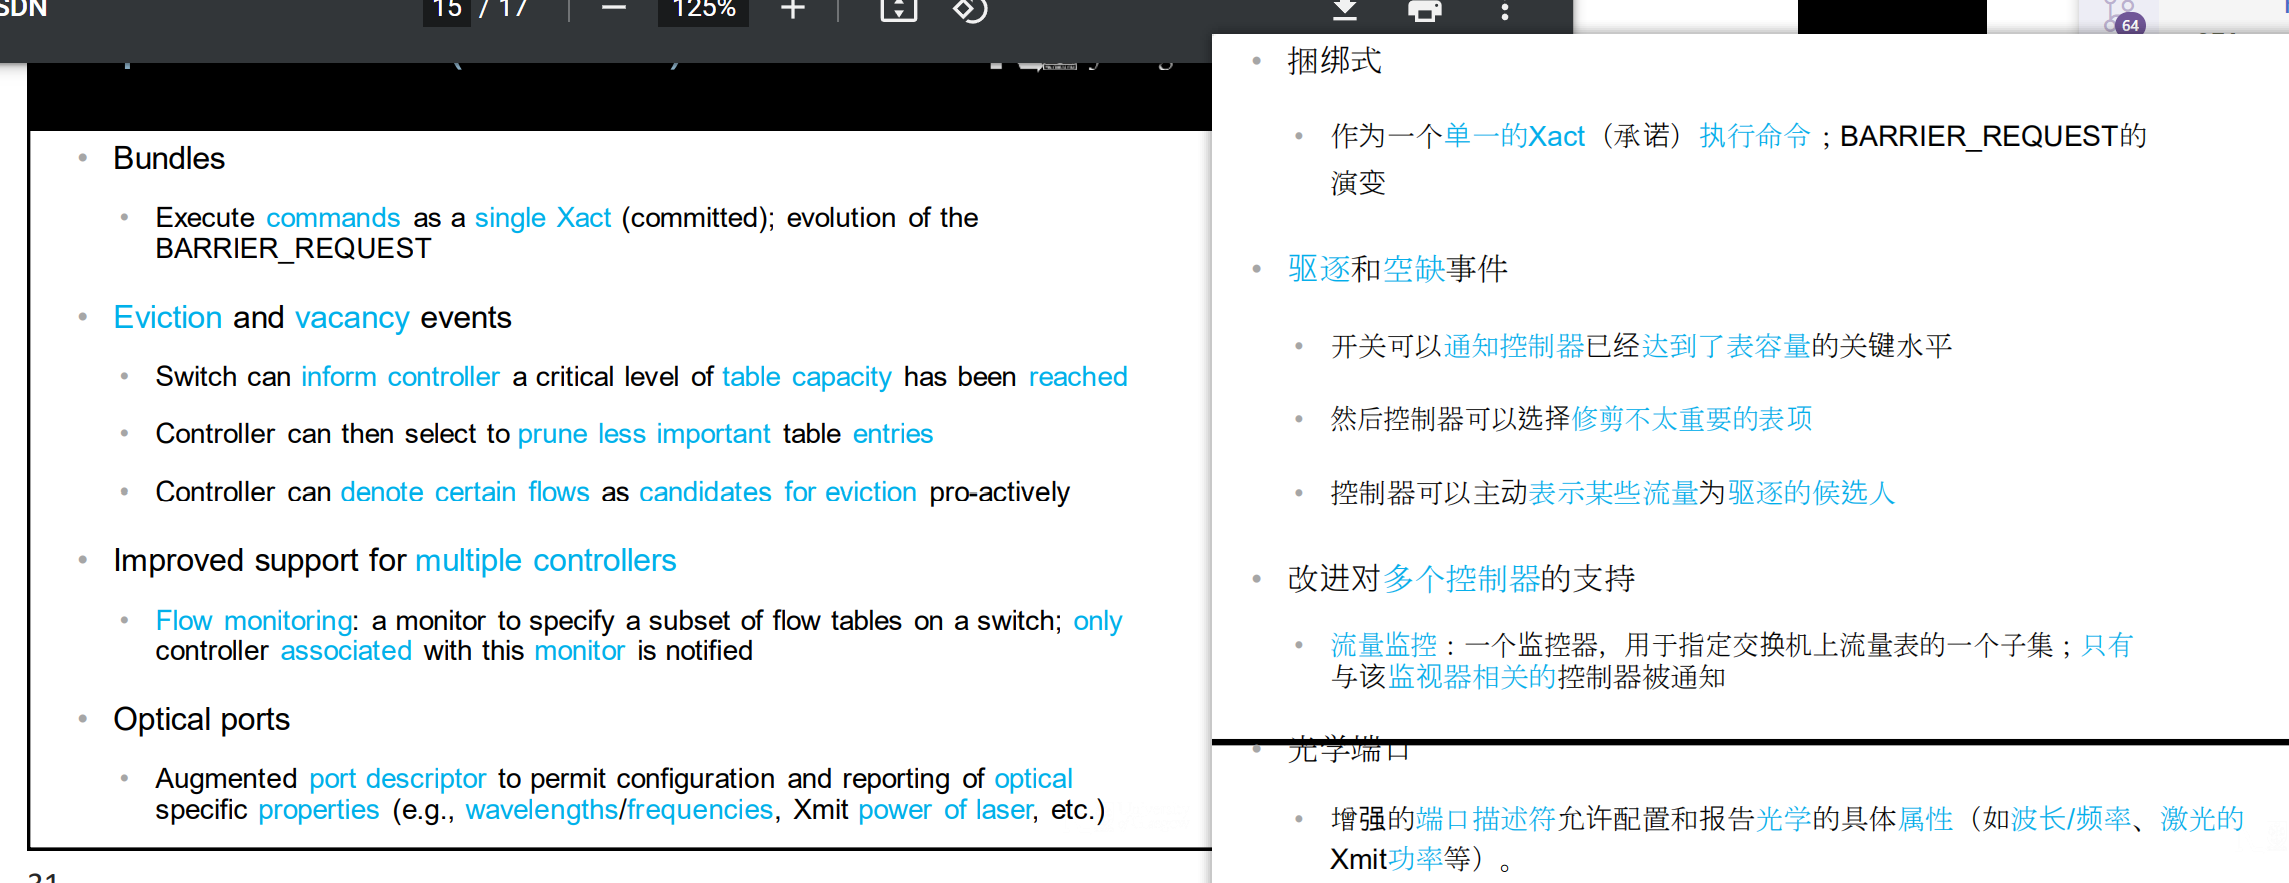 SDN
15 / 17
125%
64
Bundles
Execute commands as a single Xact (committed); evolution of the
BARRIER_REQUEST
Eviction and vacancy events
Switch can inform controller a critical level of table capacity has been reached
Controller can then select to prune less important table entries
Controller can denote certain flows as candidates for eviction pro-actively
Improved support for multiple controllers
Flow monitoring: a monitor to specify a subset of flow tables on a switch; only
controller associated with this monitor is notified
Optical ports
Augmented port descriptor to permit configuration and reporting of optical
specific properties (e.g., wavelengths/frequencies, Xmit power of laser, etc.)
捆绑式
作为一个单一的Xact（承诺）执行命令；BARRIER_REQUEST的
演变
驱逐和空缺事件
开关可以通知控制器已经达到了表容量的关键水平
然后控制器可以选择修剪不太重要的表项
控制器可以主动表示某些流量为驱逐的候选人
改进对多个控制器的支持
流量监控：一个监控器，用于指定交换机上流量表的一个子集；只有
与该监视器相关的控制器被通知
光学端口
增强的端口描述符允许配置和报告光学的具体属性（如波长/频率、激光的
Xmit功率等）。